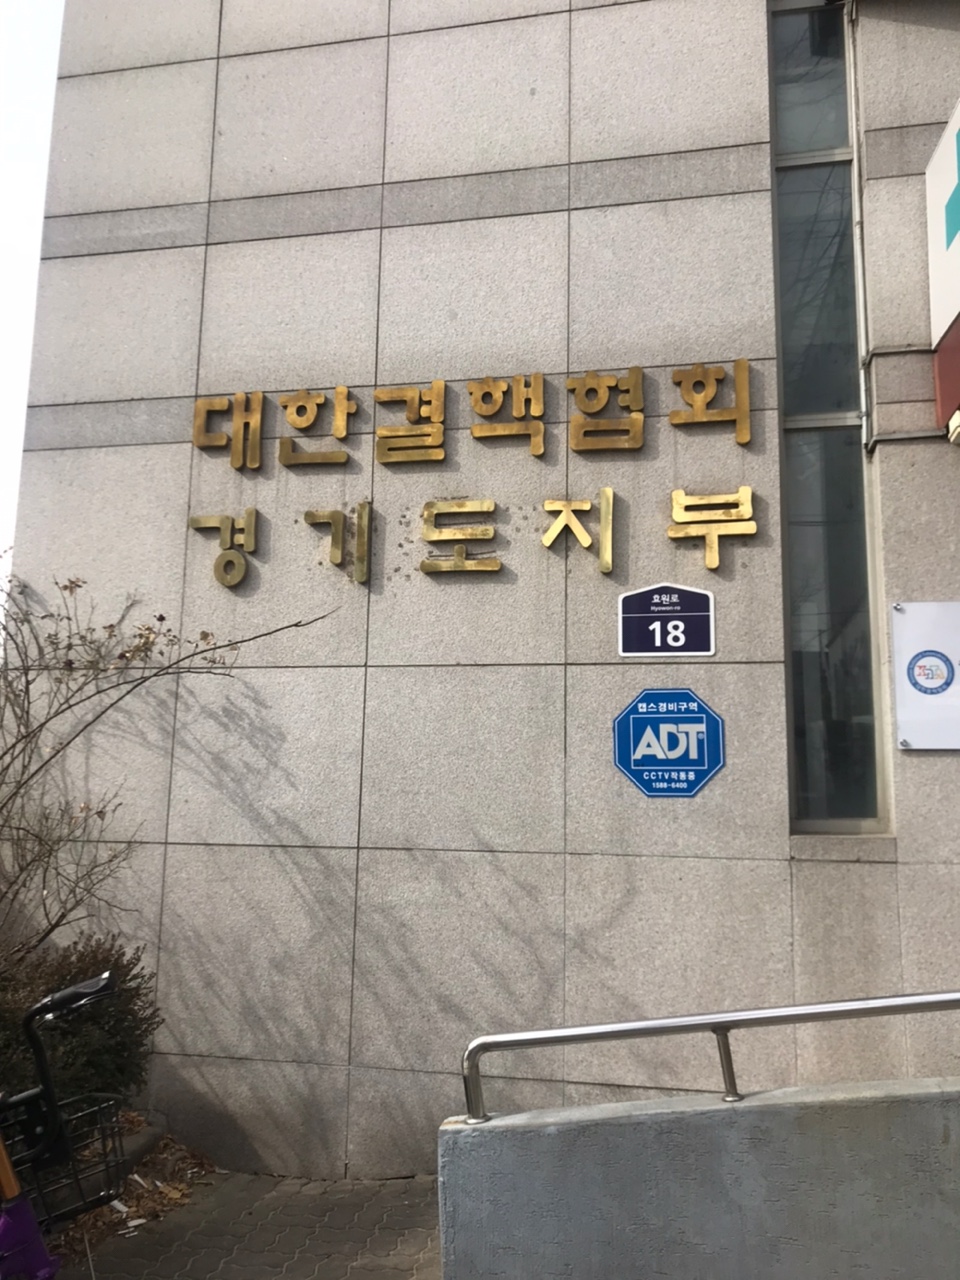 대한결핵협회
경기도지부
효원로
Hyowon-ro
18
캡스경비구역
ADT
CCTV작동중
1588-6400